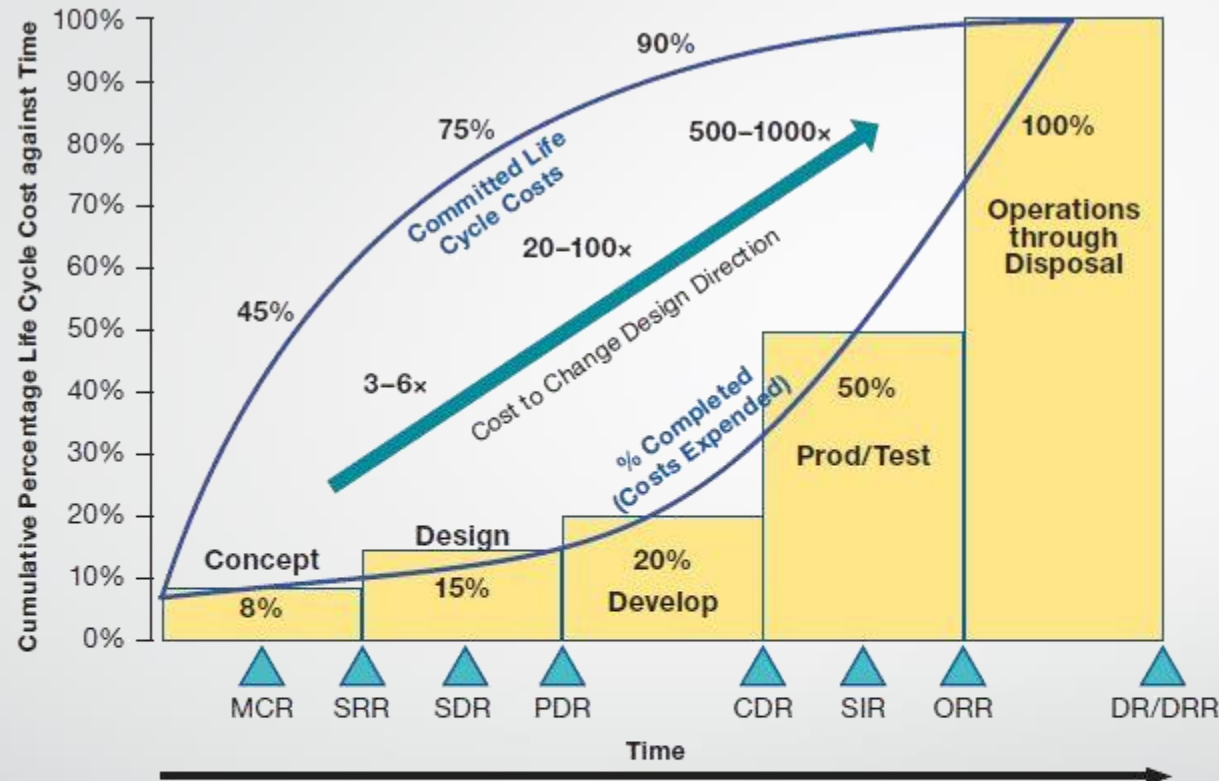 Cumulative Percentage Life Cycle Cost against Time
100%
90%
80%
70%
60%
50%
40%
30%
20%
10%
0%
90%
75%
45%
Committed Life
Cycle Costs
500–1000×
20–100×
3–6×
Cost to Change Design Direction
% Completed
(Costs Expended)
Concept
8%
Design
15%
20%
Develop
50%
Prod/Test
100%
Operations
through
Disposal
MCR
SRR
SDR
PDR
CDR
SIR
ORR
DR/DRR
Time